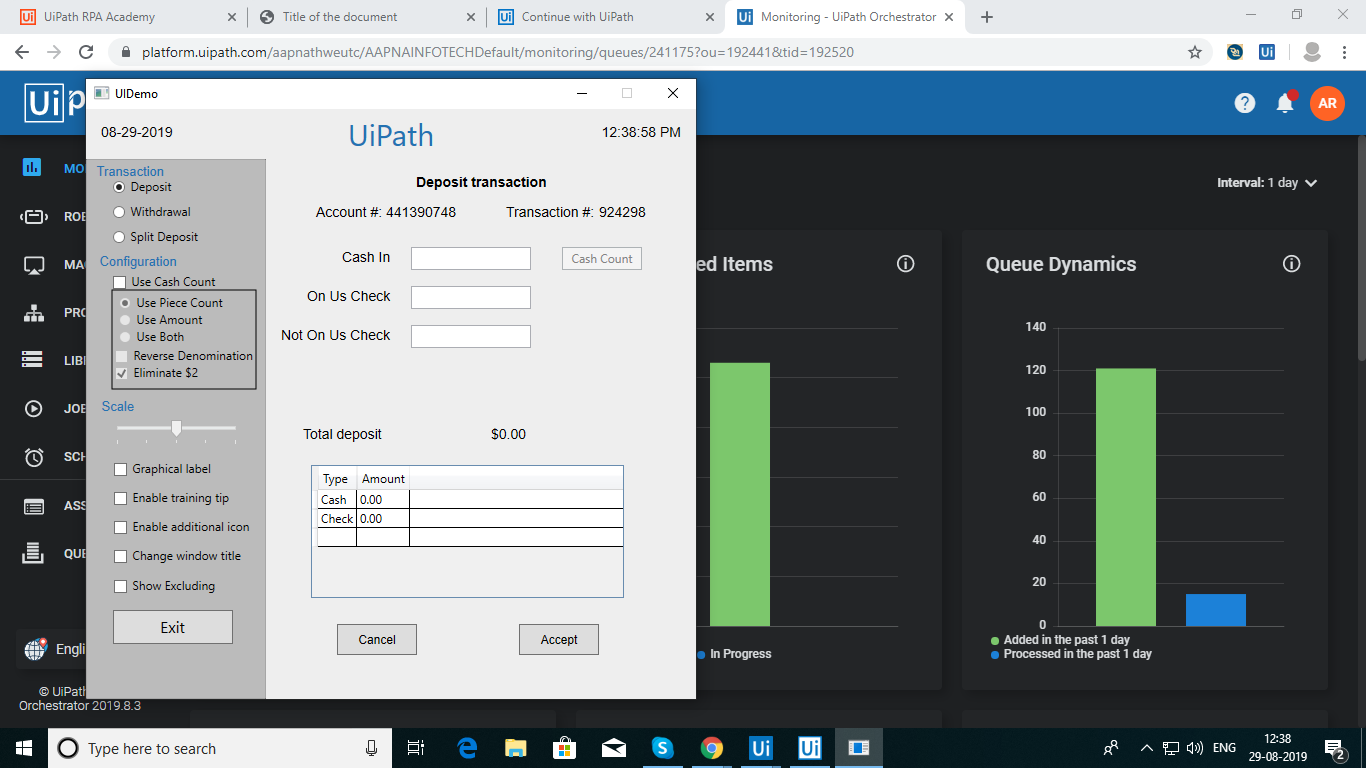 UiPath RPA Academy
Title of the document
Continue with UiPath
Monitoring - UiPath Orchestrator
platform.uipath.com/aapnathweutc/AAPNAINFOTECHDefault/monitoring/queues/241175?ou=192441&tid=192520
Ui
AR
UIDemo
08-29-2019
UiPath
12:38:58 PM
Transaction
Deposit
Withdrawal
Split Deposit
Configuration
Use Cash Count
Use Piece Count
Use Amount
Use Both
Reverse Denomination
Eliminate $2
Scale
Graphical label
Enable training tip
Enable additional icon
Change window title
Show Excluding
Exit
Deposit transaction
Account #: 441390748
Transaction #: 924298
Cash In
Cash Count
On Us Check
Not On Us Check
Total deposit
$0.00
Type Amount
Cash 0.00
Check 0.00
Cancel
Accept
MO
ROB
MA
PRO
LIB
JOB
SCH
ASS
QUE
Engli
© UiPath
Orchestrator 2019.8.3
Interval: 1 day
ed Items
In Progress
Queue Dynamics
140
120
100
80
60
40
20
0
Added in the past 1 day
Processed in the past 1 day
Type here to search
ENG
12:38
29-08-2019
2